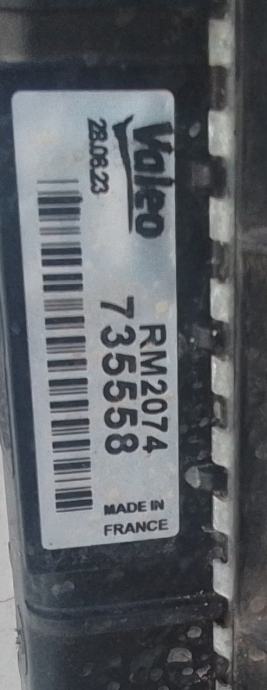 Valeo
28.08.23
RM2074
735558
MADE IN
FRANCE